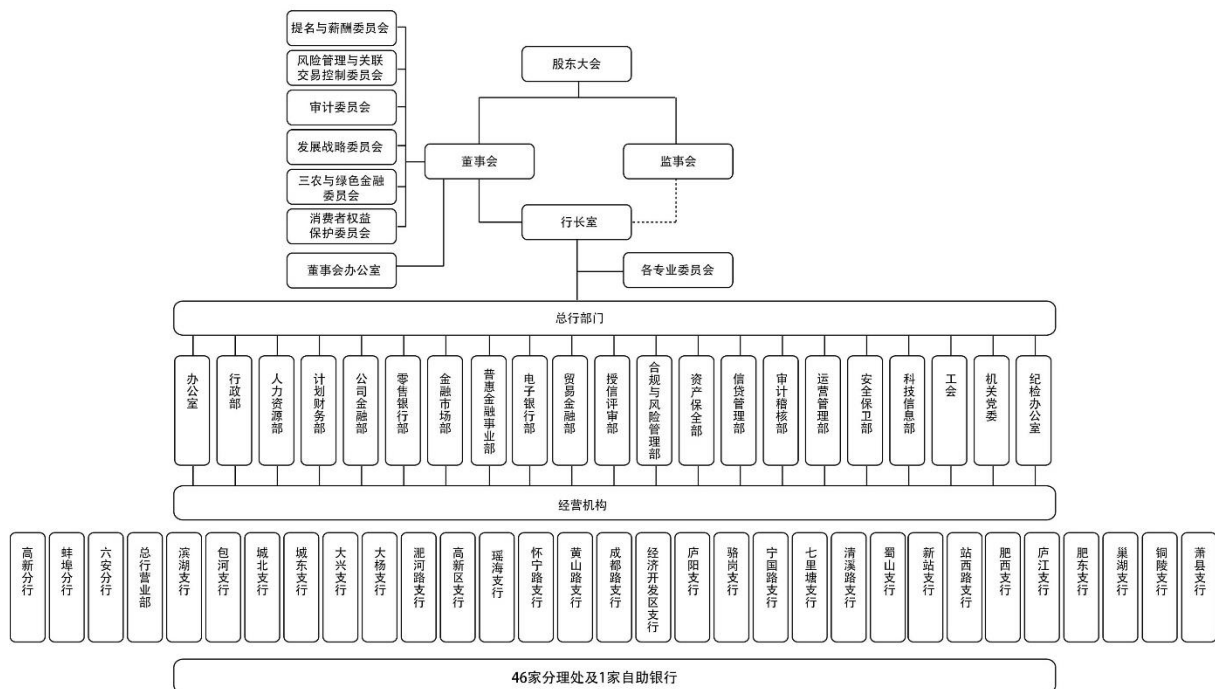 提名与薪酬委员会
风险管理与关联
交易控制委员会
审计委员会
发展战略委员会
三农与绿色金融
委员会
消费者权益
保护委员会
董事会办公室
股东大会
董事会
监事会
行长室
各专业委员会
总行部门
办公室
行政部
人力资源部
计划财务部
公司金融部
零售银行部
金融市场部
普惠金融事业部
电子银行部
贸易金融部
授信评审部
合规与风险管理部
资产保全部
信贷管理部
审计稽核部
运营管理部
安全保卫部
科技信息部
工会
机关党委
纪检办公室
经营机构
高新分行
蚌埠分行
六安分行
总行营业部
滨湖支行
包河支行
城北支行
城东支行
大兴支行
大杨支行
淝河路支行
高新区支行
瑶海支行
怀宁路支行
黄山路支行
成都路支行
经济开发区支行
庐阳支行
骆岗支行
宁国路支行
七里塘支行
清溪路支行
蜀山支行
新站支行
站西路支行
肥西支行
庐江支行
肥东支行
巢湖支行
铜陵支行
萧县支行
46家分理处及1家自助银行